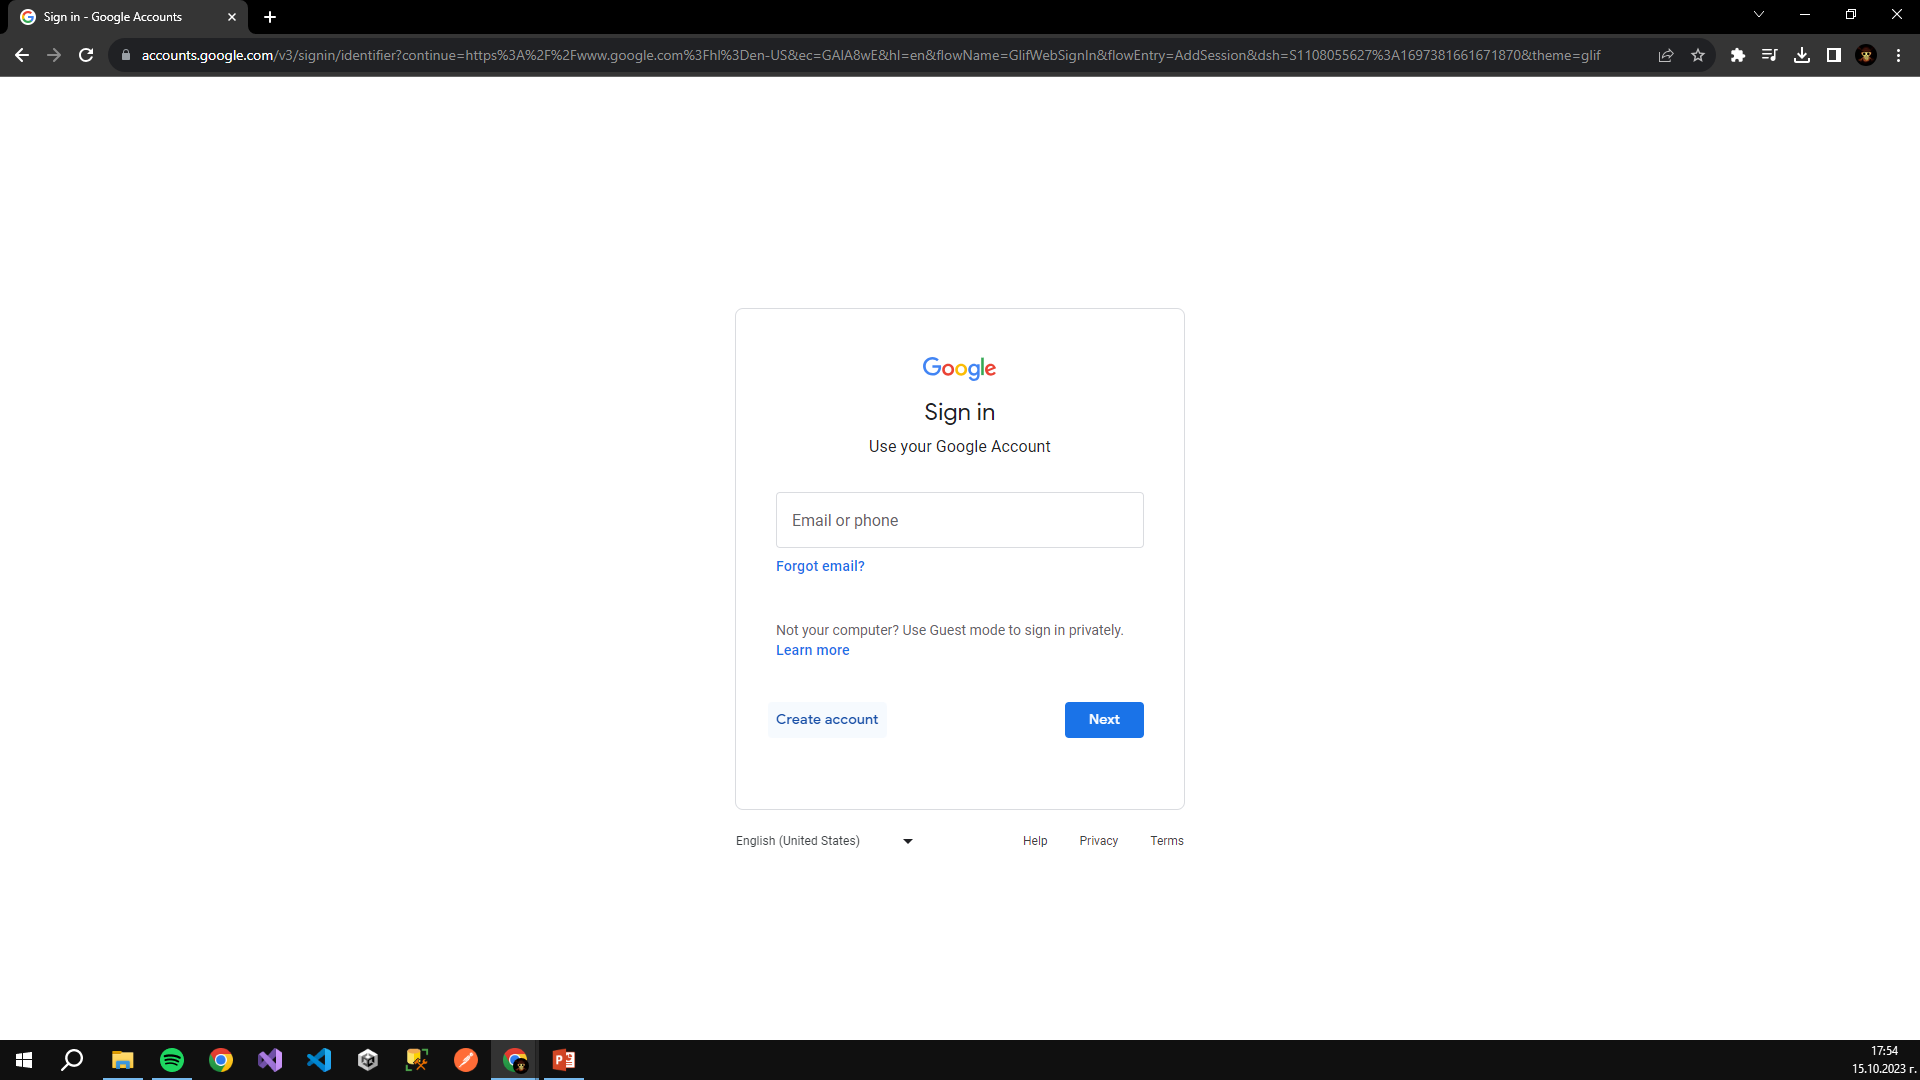 Sign in - Google Accounts
accounts.google.com/v3/signin/identifier?continue=https%3A%2F%2Fwww.google.com%3Fhl%3Den-US&ec=GAlA8wE&hl=en&flowName=GlifWebSignIn&flowEntry=AddSession&dsh=S1108055627%3A1697381661671870&theme=glif
Google
Sign in
Use your Google Account
Email or phone
Forgot email?
Not your computer? Use Guest mode to sign in privately.
Learn more
Create account
Next
English (United States)
Help
Privacy
Terms
17:54
15.10.2023 г.